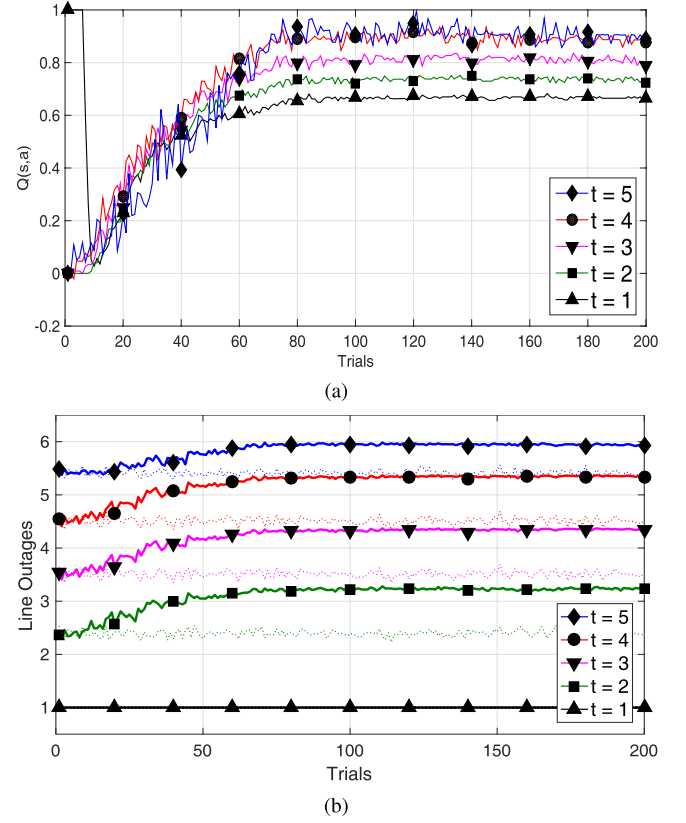 1
0.8
0.6
0.4
0.2
0
-0.2
Q(s,a)
0 20 40 60 80 100 120 140 160 180 200
Trials
t = 5
t = 4
t = 3
t = 2
t = 1
(a)
6
5
4
3
2
1
Line Outages
0 50 100 150 200
Trials
t = 5
t = 4
t = 3
t = 2
t = 1
(b)